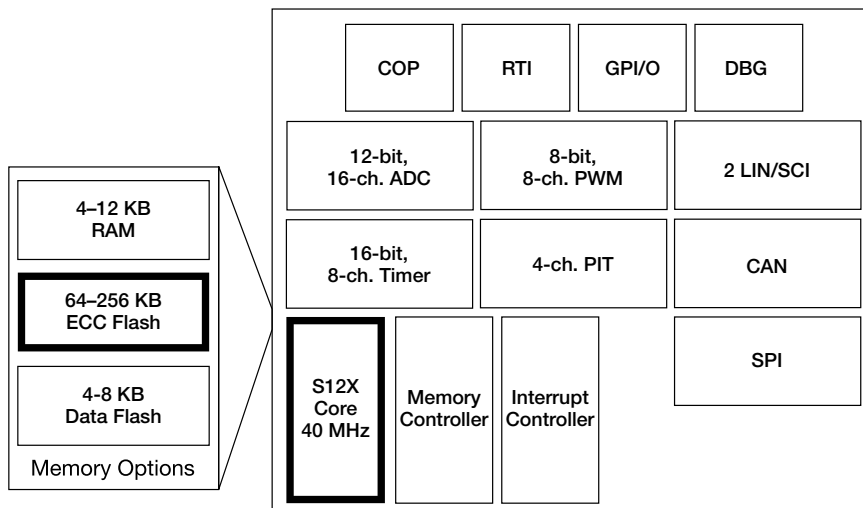 COP
RTI
GPI/O
DBG
12-bit,
16-ch. ADC
8-bit,
8-ch. PWM
2 LIN/SCI
4–12 KB
RAM
16-bit,
8-ch. Timer
4-ch. PIT
CAN
64–256 KB
ECC Flash
S12X
Core
40 MHz
Memory
Controller
Interrupt
Controller
SPI
4-8 KB
Data Flash
Memory Options